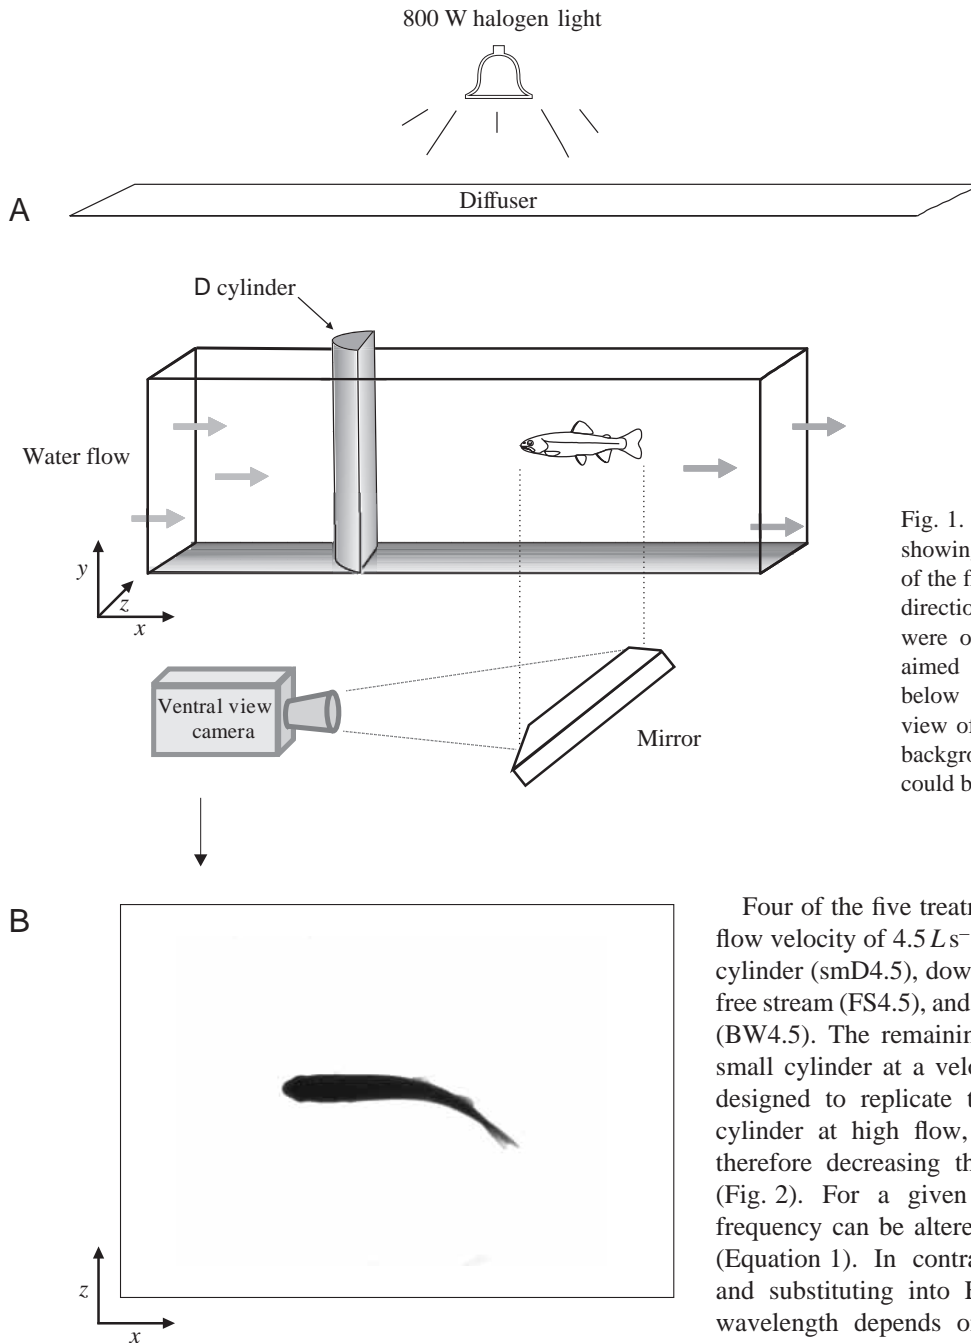 800 W halogen light
A
Diffuser
D cylinder
Water flow
y
z
x
Ventral view
camera
Mirror
Fig. 1.
showing
of the fi
direction
were o
aimed
below
view of
backgro
could b
B
z
x
Four of the five treatm
flow velocity of 4.5 L s–
cylinder (smD4.5), dow
free stream (FS4.5), and
(BW4.5). The remainin
small cylinder at a velo
designed to replicate t
cylinder at high flow,
therefore decreasing th
(Fig. 2). For a given
frequency can be altere
(Equation 1). In contra
and substituting into E
wavelength depends o